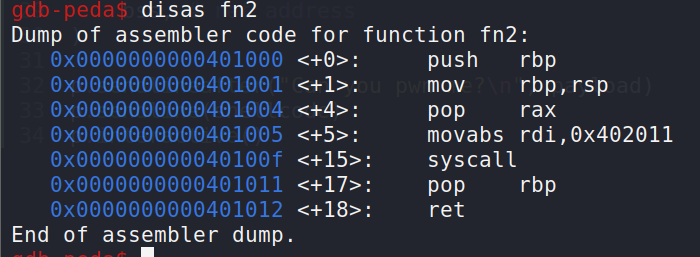 gdb-peda$ disas fn2
Dump of assembler code for function fn2:
0x0000000000401000 <+0>: push rbp
0x0000000000401001 <+1>: mov rbp,rsp
0x0000000000401004 <+4>: pop rax
0x0000000000401005 <+5>: movabs rdi,0x402011
0x000000000040100f <+15>: syscall
0x0000000000401011 <+17>: pop rbp
0x0000000000401012 <+18>: ret
End of assembler dump.
gdb-peda$